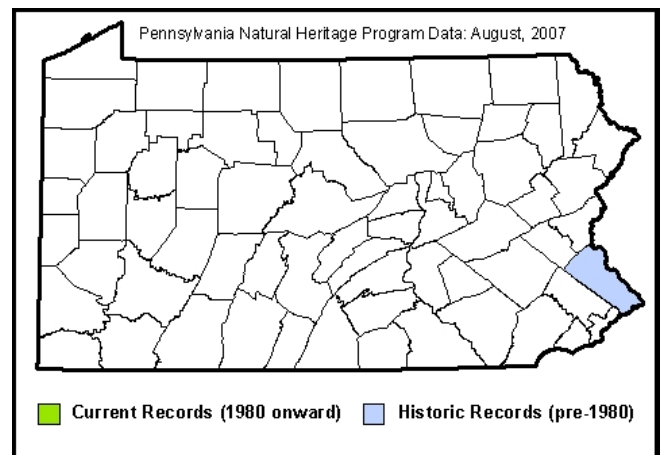 Pennsylvania Natural Heritage Program Data: August, 2007
Current Records (1980 onward) Historic Records (pre-1980)